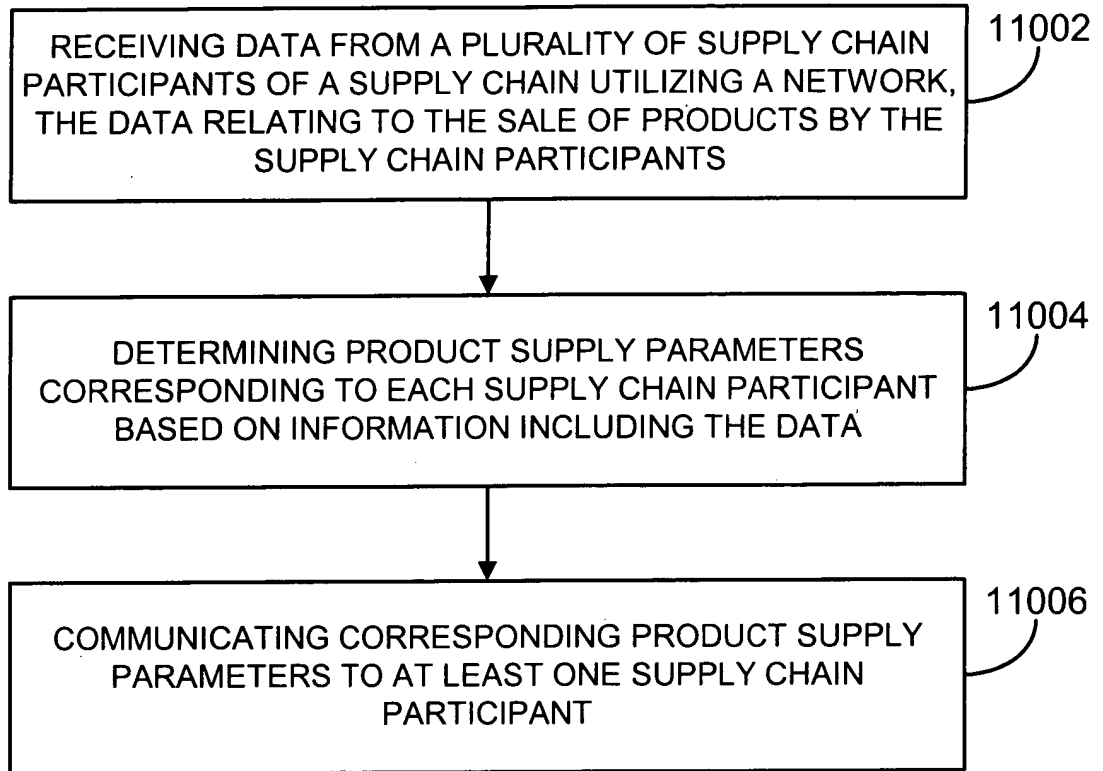 RECEIVING DATA FROM A PLURALITY OF SUPPLY CHAIN
PARTICIPANTS OF A SUPPLY CHAIN UTILIZING A NETWORK,
THE DATA RELATING TO THE SALE OF PRODUCTS BY THE
SUPPLY CHAIN PARTICIPANTS
11002
DETERMINING PRODUCT SUPPLY PARAMETERS
CORRESPONDING TO EACH SUPPLY CHAIN PARTICIPANT
BASED ON INFORMATION INCLUDING THE DATA
11004
COMMUNICATING CORRESPONDING PRODUCT SUPPLY
PARAMETERS TO AT LEAST ONE SUPPLY CHAIN
PARTICIPANT
11006